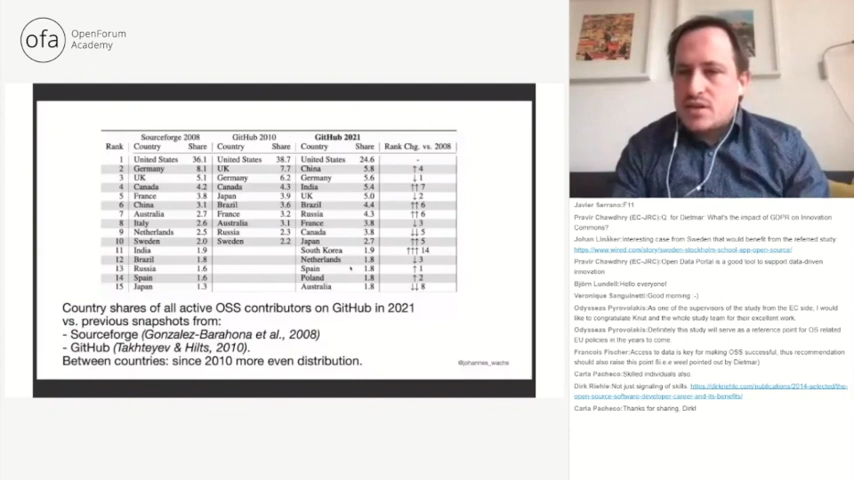 ofa OpenForum
Academy
Sourceforge 2008 GitHub 2010 GitHub 2021
Rank Country Share Country Share Country Share Rank Chg. vs. 2008
1 United States 36.1 United States 38.7 United States 24.6 -
2 Germany 8.1 UK 7.7 China 5.8 ↑4
3 UK 5.1 Germany 6.2 Germany 5.6 ↓1
4 Canada 4.2 Canada 4.3 India 5.4 ↑↑7
5 France 3.8 Japan 3.9 UK 5.0 ↓2
6 China 3.1 Brazil 3.6 Brazil 4.4 ↑↑6
7 Australia 2.7 France 3.2 Russia 4.3 ↑↑6
8 Italy 2.6 Australia 3.1 France 3.8 ↓3
9 Netherlands 2.5 Russia 2.3 Canada 3.8 ↓↓5
10 Sweden 2.0 Sweden 2.2 Japan 2.7 ↑↑5
11 India 1.9 South Korea 1.9 ↑↑↑14
12 Brazil 1.8 Netherlands 1.8 ↓3
13 Russia 1.6 Spain 1.8 ↑1
14 Spain 1.6 Poland 1.8 ↑2
15 Japan 1.3 Australia 1.8 ↓↓8
Country shares of all active OSS contributors on GitHub in 2021
vs. previous snapshots from:
- Sourceforge (Gonzalez-Barahona et al., 2008)
- GitHub (Takhteyev & Hilts, 2010).
Between countries: since 2010 more even distribution.
@johannes_wachs
Javier Serrano:F11
Pravir Chawdhry (EC-JRC):Q. for Dietmar: What's the impact of GDPR on Innovation
Commons?
Johan Linåker:Interesting case from Sweden that would benefit from the referred study:
https://www.wired.com/story/sweden-stockholm-school-app-open-source/
Pravir Chawdhry (EC-JRC):Open Data Portal is a good tool to support data-driven
innovation
Björn Lundell:Hello everyone!
Veronique Sanguinetti:Good morning :-)
Odysseas Pyrovolakis:As one of the supervisors of the study from the EC side, I would
like to congratulate Knut and the whole study team for their excellent work.
Odysseas Pyrovolakis:Definitely this study will serve as a reference point for OS related
EU policies in the years to come
Francois Fischer:Access to data is key for making OSS successful, thus recommendation
should also raise this point pointed out by Dietmar)
Carla Pacheco:Skilled individuals also
Dirk Riehle:Not just signaling of skills. https://dirkriehle.com/publications/2014-selected/the-
open-source-software-developer-career-and-its-benefits/
Carla Pacheco:Thanks for sharing, Dirk!